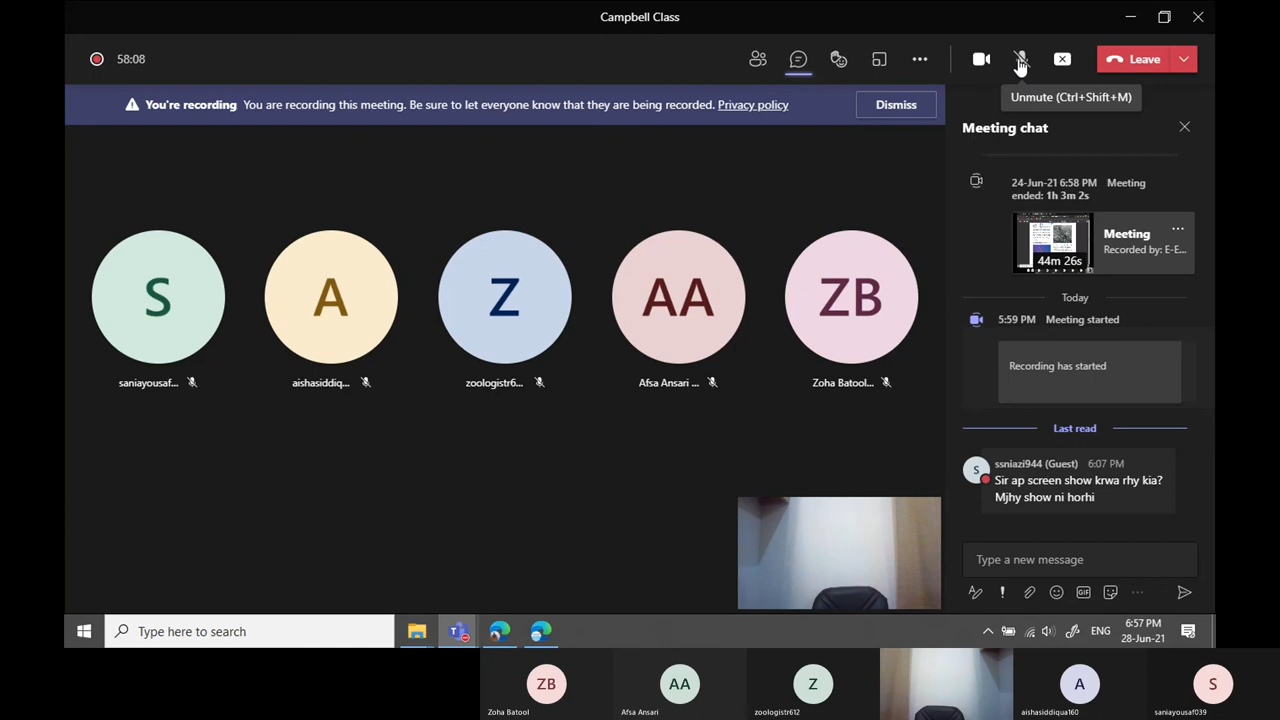 Campbell Class
58:08
Leave
You're recording You are recording this meeting. Be sure to let everyone know that they are being recorded. Privacy policy
Dismiss
Unmute (Ctrl+Shift+M)
Meeting chat
24-Jun-21 6:58 PM Meeting
ended: 1h 3m 2s
Meeting
Recorded by: E-E...
44m 26s
Today
5:59 PM Meeting started
Recording has started
Last read
S
ssniazi944 (Guest) 6:07 PM
Sir ap screen show krwa rhy kia?
Mjhy show ni horhi
Type a new message
GIF
S
A
Z
AA
ZB
saniayousaf...
aishasiddiq...
zoologistr6...
Afsa Ansari ...
Zoha Batool...
Type here to search
ENG
6:57 PM
28-Jun-21
ZB
AA
Z
A
S
Zoha Batool
Afsa Ansari
zoologistr612
aishasiddiqua160
saniayousaf039